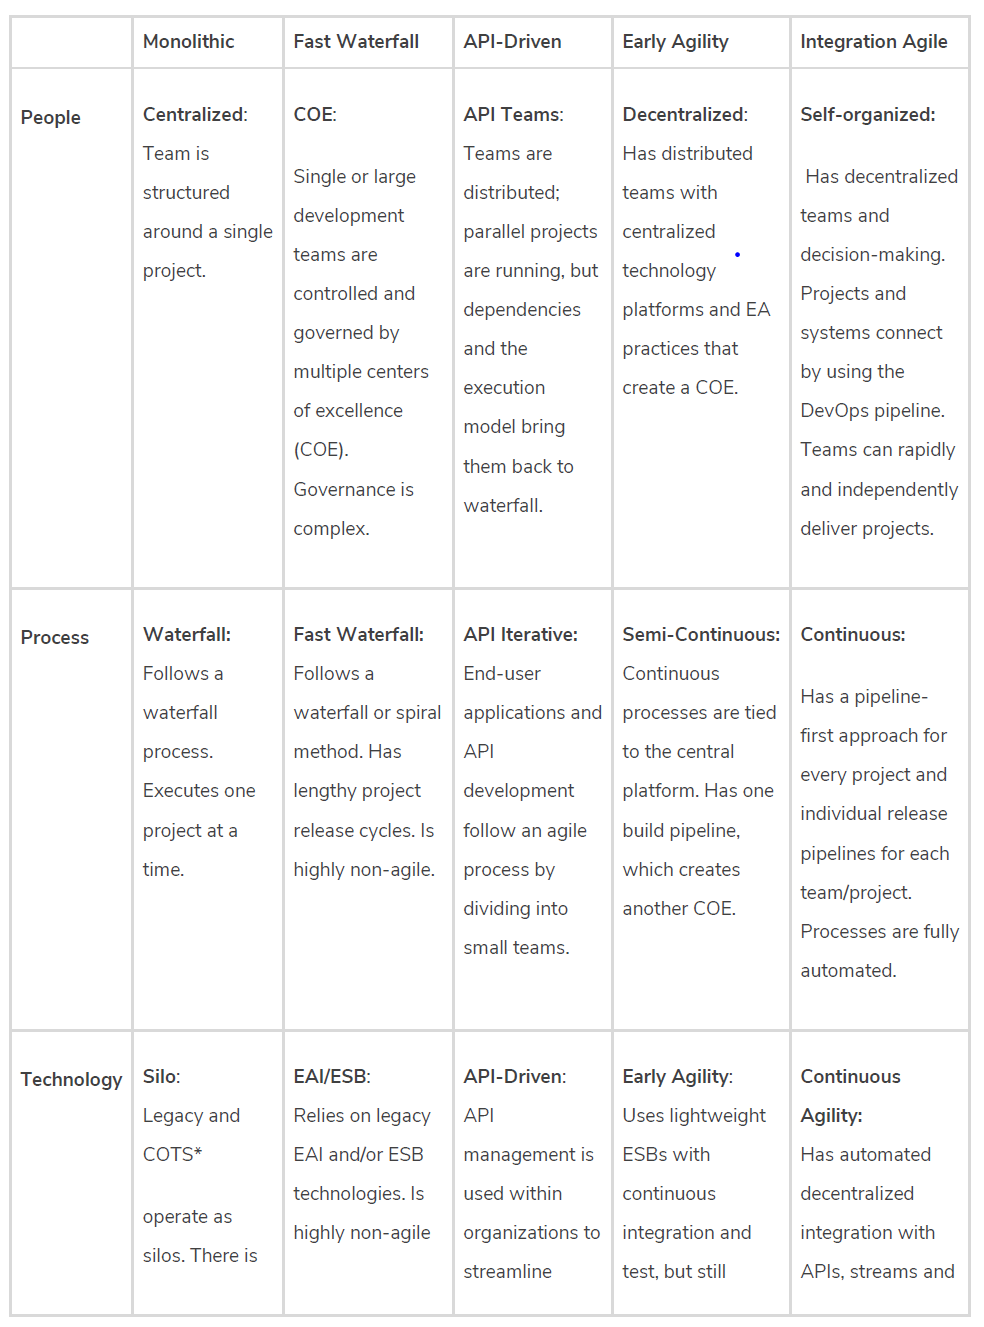 Monolithic
Fast Waterfall
API-Driven
Early Agility
Integration Agile
People
Centralized:
Team is
structured
around a single
project.
COE:
Single or large
development
teams are
controlled and
governed by
multiple centers
of excellence
(COE).
Governance is
complex.
API Teams:
Teams are
distributed;
parallel projects
are running, but
dependencies
and the
execution
model bring
them back to
waterfall.
Decentralized:
Has distributed
teams with
centralized
technology
platforms and EA
practices that
create a COE.
Self-organized:
Has decentralized
teams and
decision-making.
Projects and
systems connect
by using the
DevOps pipeline.
Teams can rapidly
and independently
deliver projects.
Process
Waterfall:
Follows a
waterfall
process.
Executes one
project at a
time.
Fast Waterfall:
Follows a
waterfall or spiral
method. Has
lengthy project
release cycles. Is
highly non-agile.
API Iterative:
End-user
applications and
API
development
follow an agile
process by
dividing into
small teams.
Semi-Continuous:
Continuous
processes are tied
to the central
platform. Has one
build pipeline,
which creates
another COE.
Continuous:
Has a pipeline-
first approach for
every project and
individual release
pipelines for each
team/project.
Processes are fully
automated.
Technology
Silo:
Legacy and
COTS*
operate as
silos. There is
EAI/ESB:
Relies on legacy
EAI and/or ESB
technologies. Is
highly non-agile
API-Driven:
API
management is
used within
organizations to
streamline
Early Agility:
Uses lightweight
ESBs with
continuous
integration and
test, but still
Continuous
Agility:
Has automated
decentralized
integration with
APIs, streams and